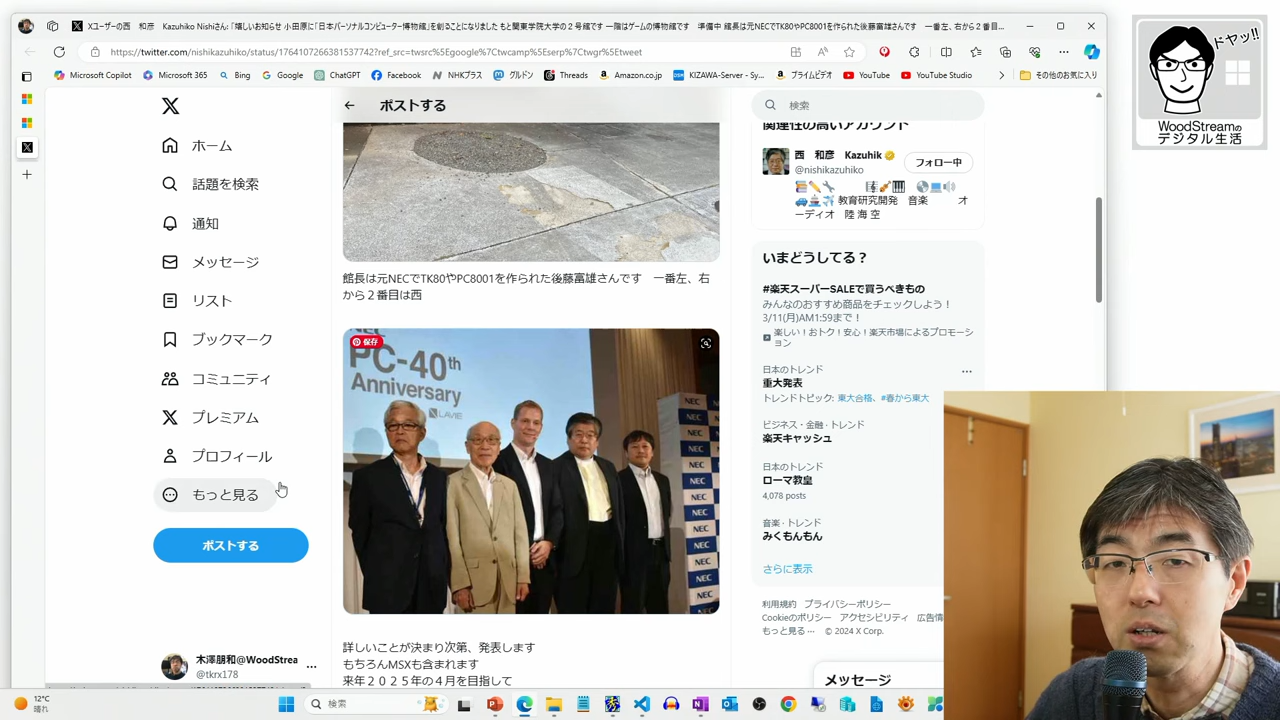 Xユーザーの西 和彦 Kazuhiko Nishiさん: 「嬉しいお知らせ 小田原に「日本パーソナルコンピューター博物館」を創ることになりました もと関東学院大学の２号館です 一階はゲームの博物館です 準備中 館長は元NECでTK80やPC8001を作られた後藤富雄さんです 一番左、右から２番目...
https://twitter.com/nishikazuhiko/status/1764107266381537742?ref_src=twsrc%5Egoogle%7Ctwcamp%5Eserp%7Ctwgr%5Etweet
Microsoft Copilot
Microsoft 365
Bing
Google
ChatGPT
Facebook
NHKプラス
グルドン
Threads
Amazon.co.jp
KIZAWA-Server - Sy...
プライムビデオ
YouTube
YouTube Studio
その他のお気に入り
ドヤッ!!
WoodStreamの
デジタル生活
ホーム
話題を検索
通知
メッセージ
リスト
ブックマーク
コミュニティ
プレミアム
プロフィール
もっと見る
ポストする
木澤朋和@WoodStrea
@tkrx178
ポストする
館長は元NECでTK80やPC8001を作られた後藤富雄さんです 一番左、右
から２番目は西
保存
NEC
PC-40th
Anniversary
LAVIE
NEC
NEC
NEC
NEC
NEC
NEC
NEC
NEC
詳しいことが決まり次第、発表します
もちろんMSXも含まれます
来年２０２５年の４月を目指して
検索
関連性の高いアカウント
西 和彦 Kazuhik
@nishikazuhiko
フォロー中
教育研究開発 音楽 オ
ーディオ 陸 海 空
いまどうしてる？
#楽天スーパーSALEで買うべきもの
みんなのおすすめ商品をチェックしよう！
3/11(月)AM1:59まで！
楽しい！おトク！安心！楽天市場によるプロモーシ
ョン
日本のトレンド
重大発表
トレンドトピック: 東大合格、#春から東大
ビジネス・金融・トレンド
楽天キャッシュ
日本のトレンド
ローマ教皇
4,078 posts
音楽・トレンド
みくもんもん
さらに表示
利用規約 プライバシーポリシー
Cookieのポリシー アクセシビリティ 広告情
もっと見る… © 2024 X Corp.
メッセージ
12°C
晴れ
検索